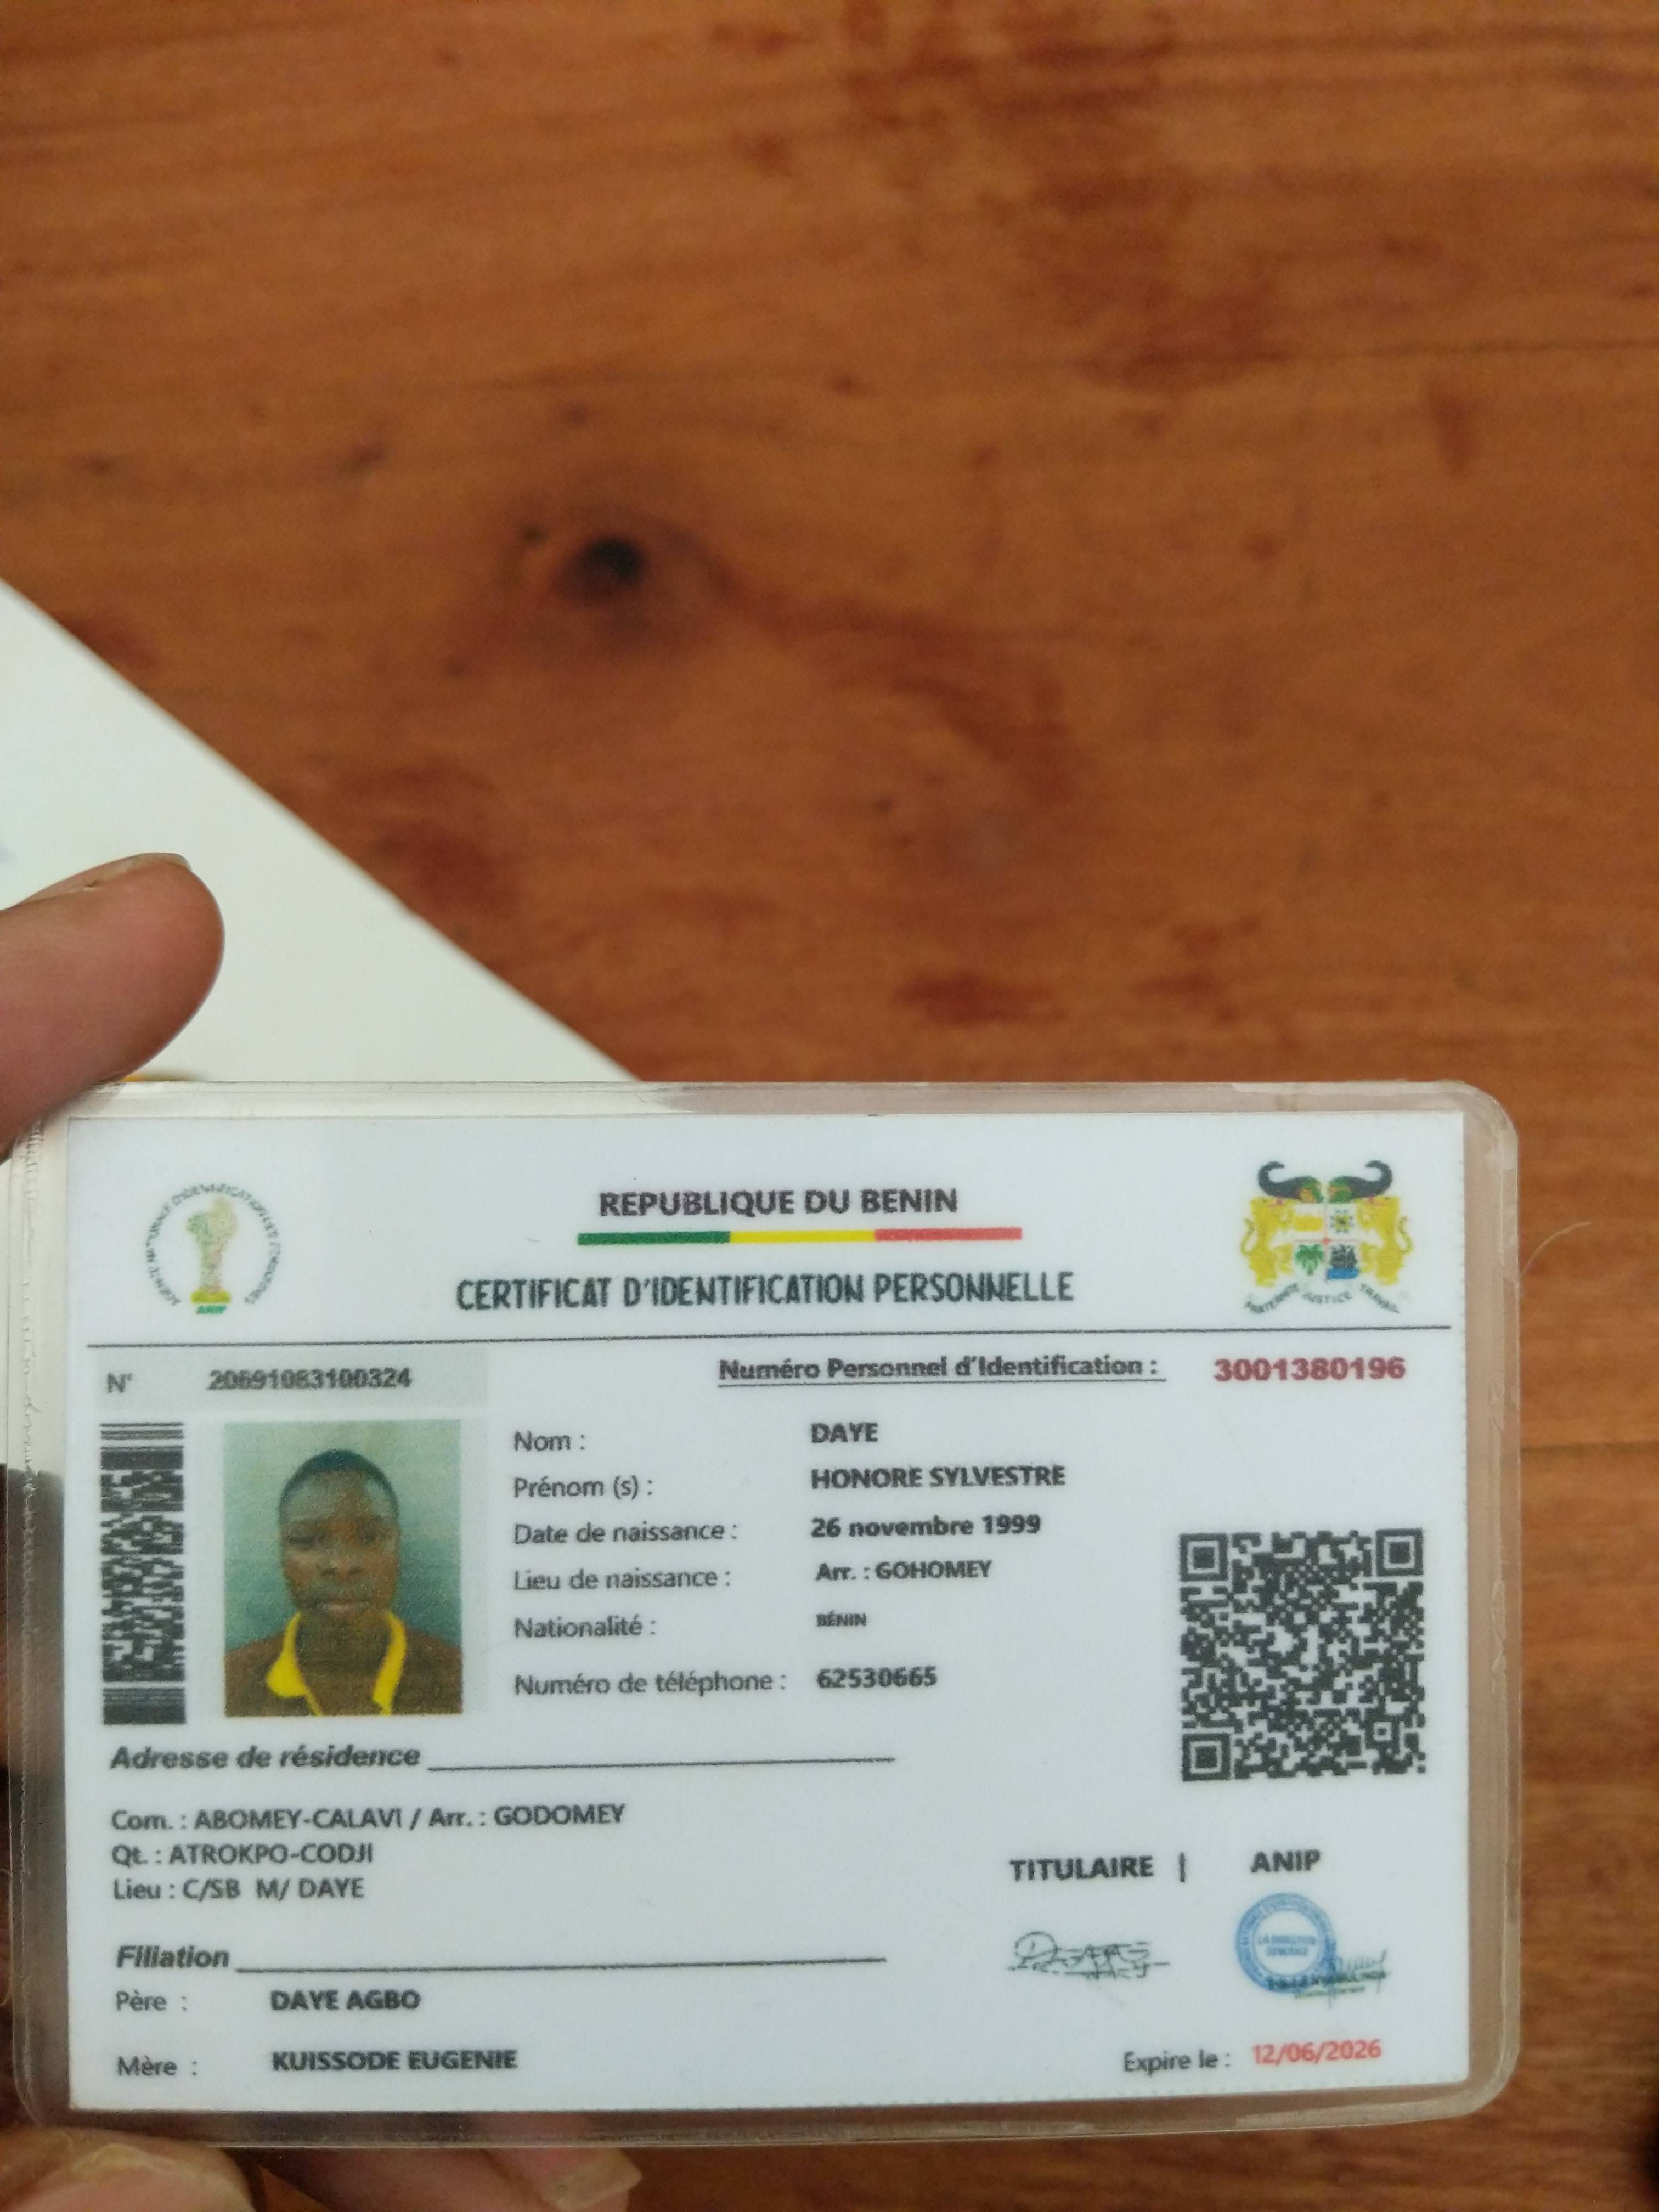 REPUBLIQUE DU BENIN
CERTIFICAT D'IDENTIFICATION PERSONNELLE
ANIP
FRATERNITE JUSTICE TRAVAIL
N° 20691083100324
Numéro Personnel d'Identification : 3001380196
Nom : DAYE
Prénom (s) : HONORE SYLVESTRE
Date de naissance : 26 novembre 1999
Lieu de naissance : Arr. : GOHOMEY
Nationalité : BÉNIN
Numéro de téléphone : 62530665
Adresse de résidence
Com. : ABOMEY-CALAVI / Arr. : GODOMEY
Qt. : ATROKPO-CODJI
Lieu : C/SB M/ DAYE
TITULAIRE | ANIP
Filiation
Père : DAYE AGBO
Mère : KUISSODE EUGENIE
Expire le : 12/06/2026